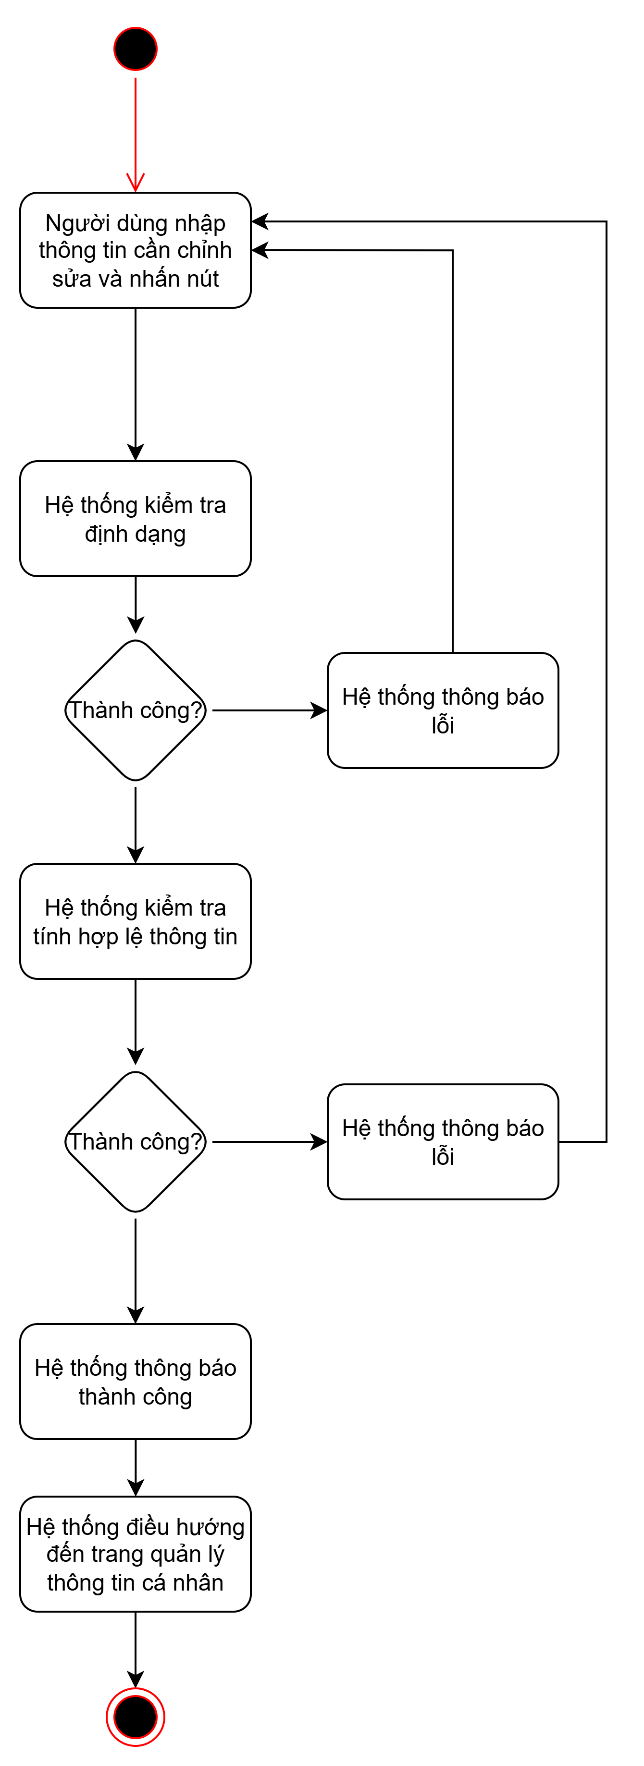 Người dùng nhập
thông tin cần chỉnh
sửa và nhấn nút
Hệ thống kiểm tra
định dạng
Thành công?
Hệ thống thông báo
lỗi
Hệ thống kiểm tra
tính hợp lệ thông tin
Thành công?
Hệ thống thông báo
lỗi
Hệ thống thông báo
thành công
Hệ thống điều hướng
đến trang quản lý
thông tin cá nhân